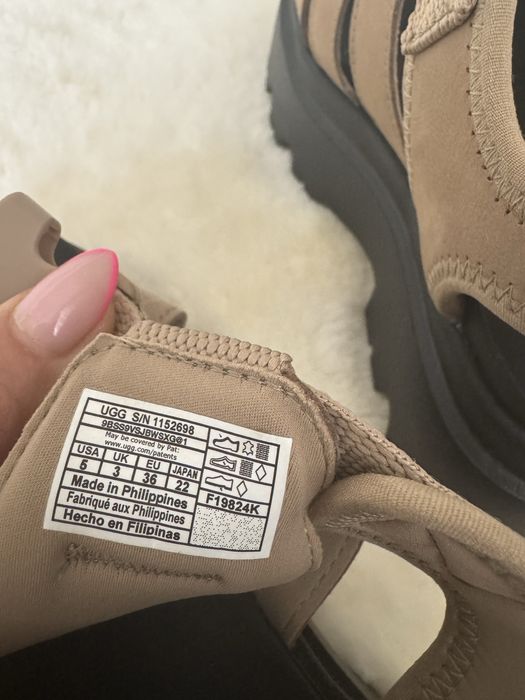 UGG S/N 1152698
9BSS9VSJBWSXG@1
May be covered by Pat:
www.ugg.com/patents
USA UK EU JAPAN
5 3 36 22
Made in Philippines
Fabriqué aux Philippines
Hecho en Filipinas
F19824K